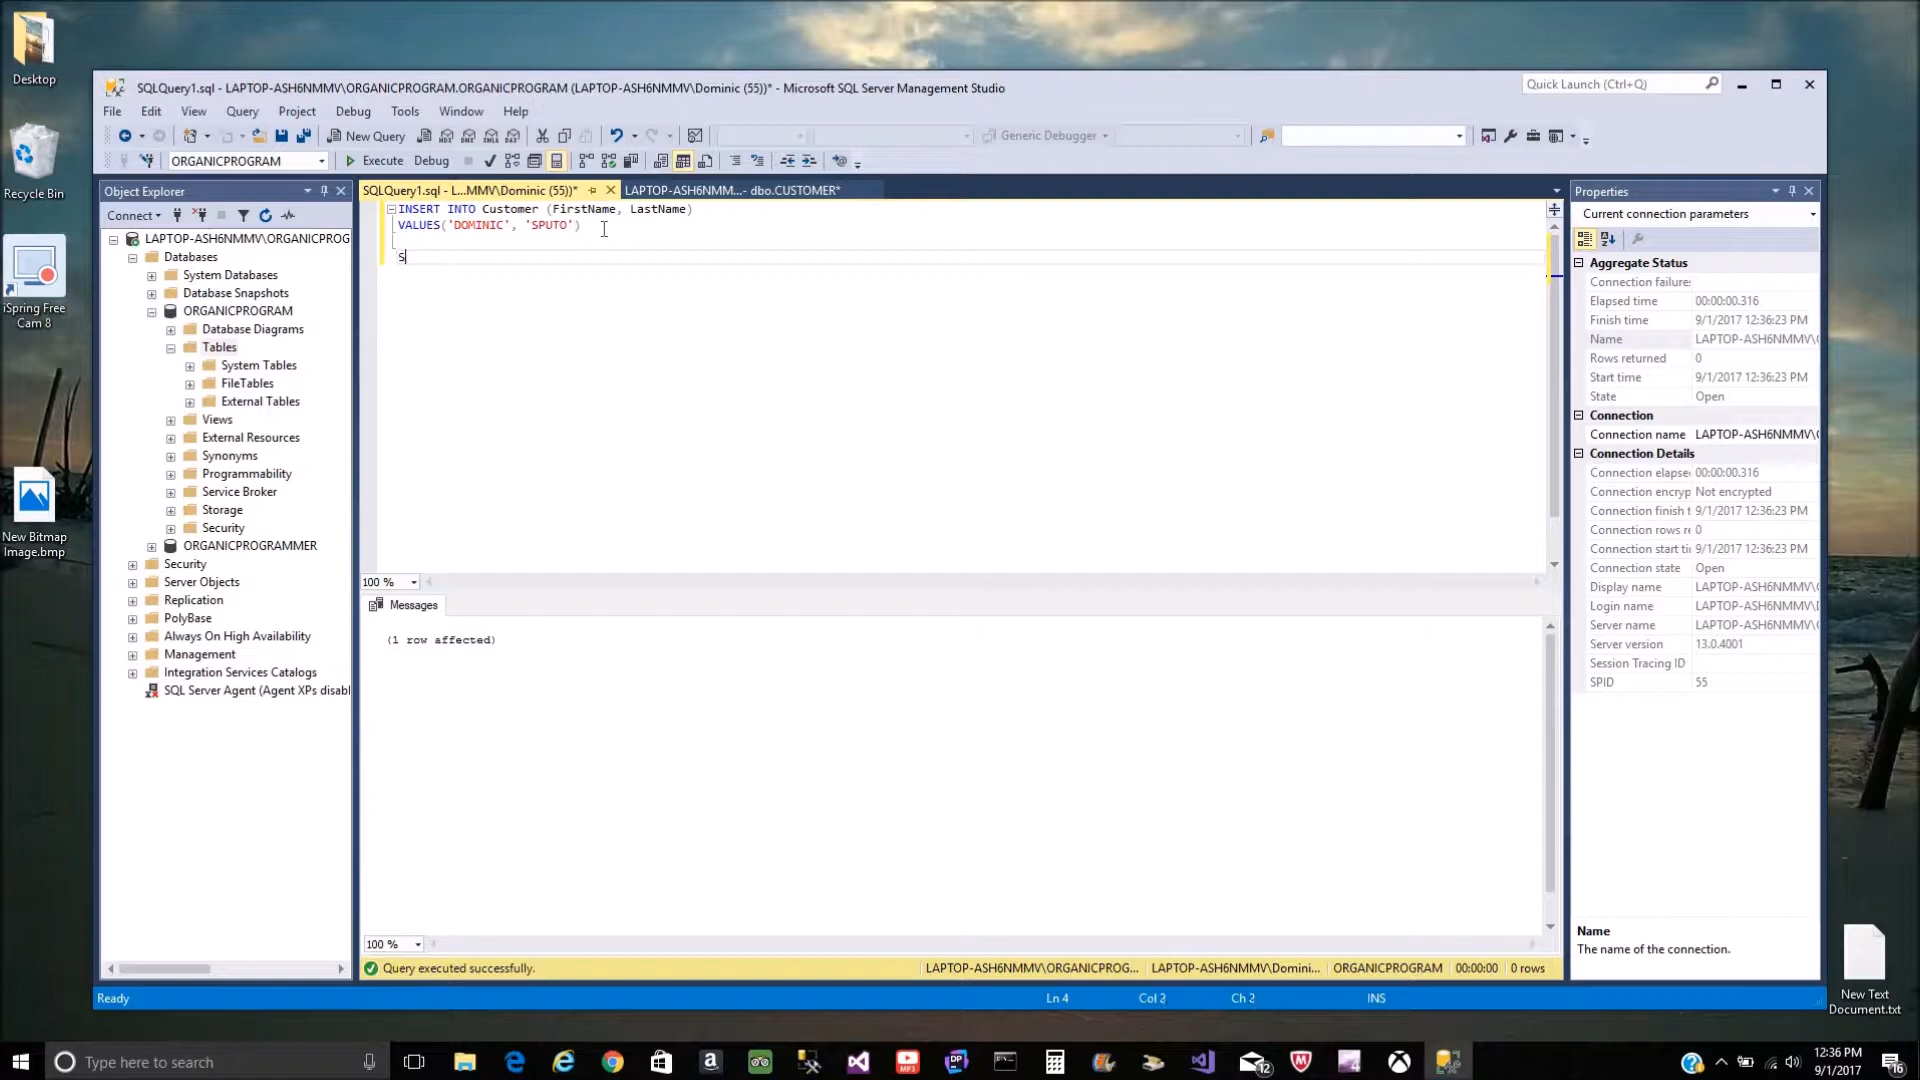 Desktop
Recycle Bin
iSpring Free
Cam 8
New Bitmap
Image.bmp
SQLQuery1.sql - LAPTOP-ASH6NMMV\ORGANICPROGRAM.ORGANICPROGRAM (LAPTOP-ASH6NMMV\Dominic (55))* - Microsoft SQL Server Management Studio
Quick Launch (Ctrl+Q)
File Edit View Query Project Debug Tools Window Help
New Query
Generic Debugger
ORGANICPROGRAM
Execute Debug
Object Explorer
Connect
LAPTOP-ASH6NMMV\ORGANICPROG
Databases
System Databases
Database Snapshots
ORGANICPROGRAM
Database Diagrams
Tables
System Tables
FileTables
External Tables
Views
External Resources
Synonyms
Programmability
Service Broker
Storage
Security
ORGANICPROGRAMMER
Security
Server Objects
Replication
PolyBase
Always On High Availability
Management
Integration Services Catalogs
SQL Server Agent (Agent XPs disabl
SQLQuery1.sql - L...MMV\Dominic (55))*
LAPTOP-ASH6NMM...- dbo.CUSTOMER*
INSERT INTO Customer (FirstName, LastName)
VALUES('DOMINIC', 'SPUTO')
S
100 %
Messages
(1 row affected)
100 %
Query executed successfully.
LAPTOP-ASH6NMMV\ORGANICPROG... LAPTOP-ASH6NMMV\Domini... ORGANICPROGRAM 00:00:00 0 rows
Properties
Current connection parameters
Aggregate Status
Connection failure:
Elapsed time 00:00:00.316
Finish time 9/1/2017 12:36:23 PM
Name LAPTOP-ASH6NMMV\
Rows returned 0
Start time 9/1/2017 12:36:23 PM
State Open
Connection
Connection name LAPTOP-ASH6NMMV\
Connection Details
Connection elapse 00:00:00.316
Connection encryp Not encrypted
Connection finish t 9/1/2017 12:36:23 PM
Connection rows re 0
Connection start ti 9/1/2017 12:36:23 PM
Connection state Open
Display name LAPTOP-ASH6NMMV\
Login name LAPTOP-ASH6NMMV\
Server name LAPTOP-ASH6NMMV\
Server version 13.0.4001
Session Tracing ID
SPID 55
Name
The name of the connection.
Ready
Ln 4 Col 2 Ch 2 INS
New Text
Document.txt
Type here to search
MP3
DP
12
4
12:36 PM
9/1/2017
16